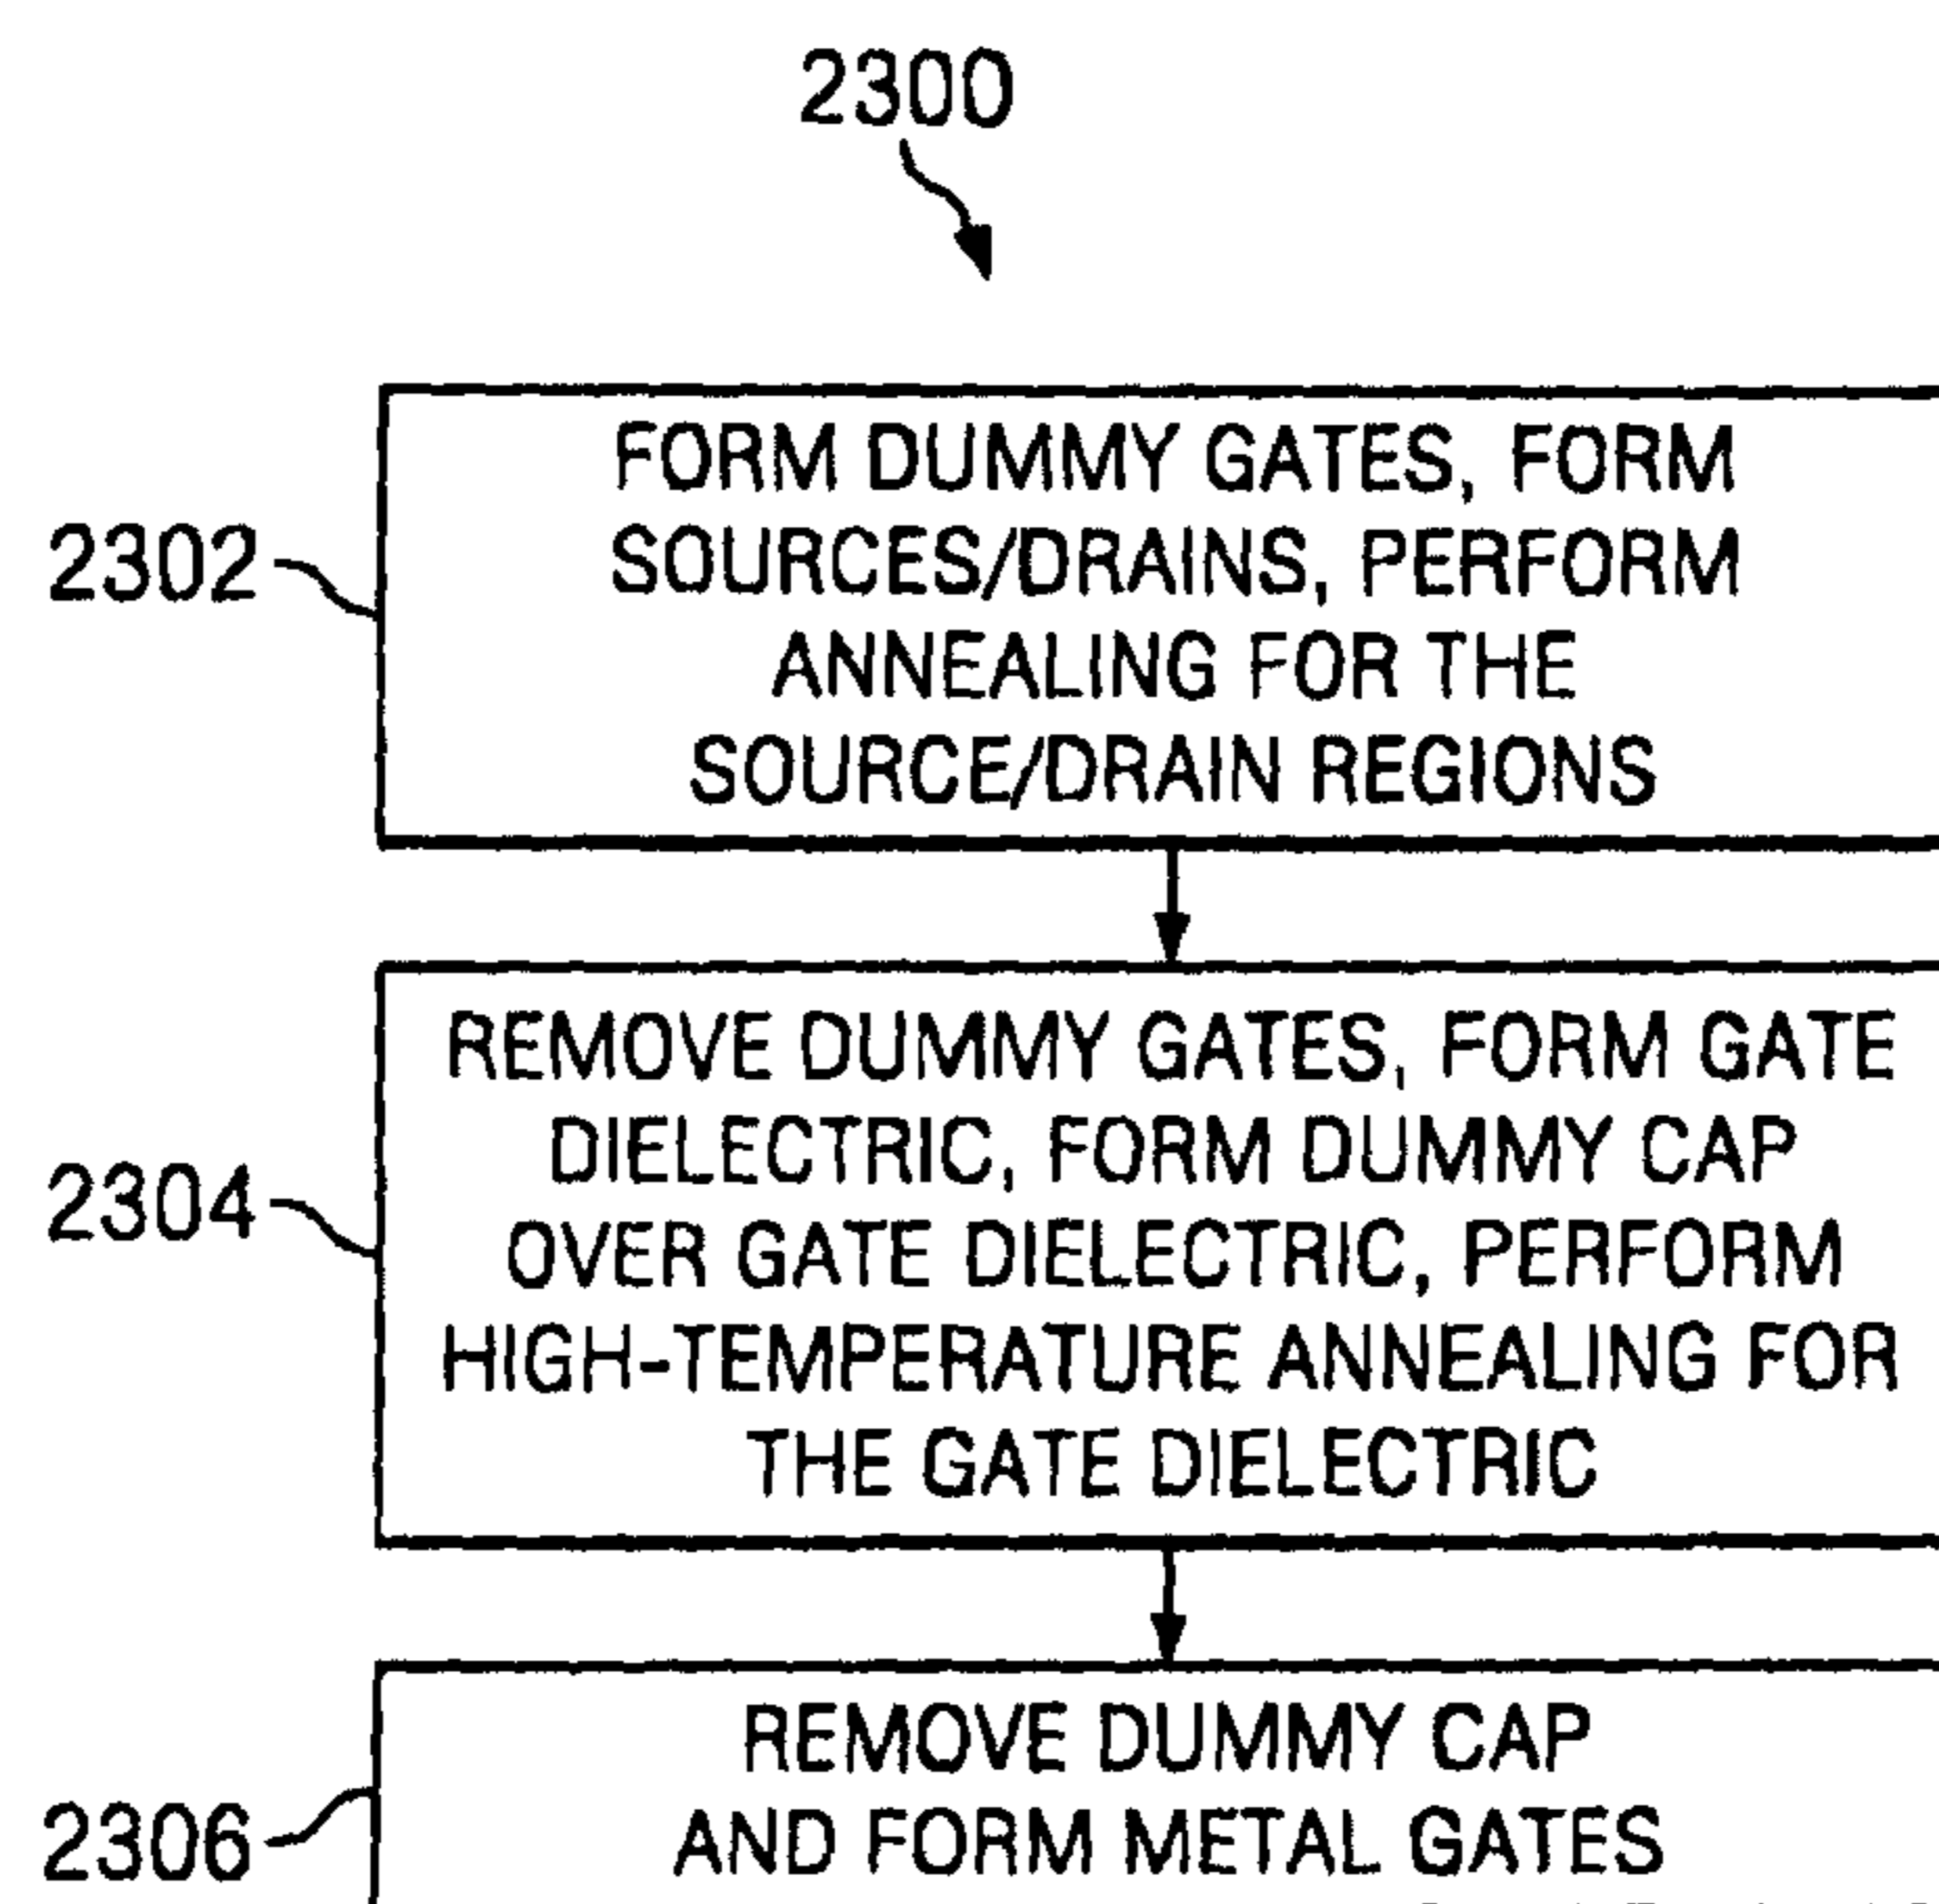 2300
2302
FORM DUMMY GATES, FORM
SOURCES/DRAINS, PERFORM
ANNEALING FOR THE
SOURCE/DRAIN REGIONS
2304
REMOVE DUMMY GATES, FORM GATE
DIELECTRIC, FORM DUMMY CAP
OVER GATE DIELECTRIC, PERFORM
HIGH-TEMPERATURE ANNEALING FOR
THE GATE DIELECTRIC
2306
REMOVE DUMMY CAP
AND FORM METAL GATES